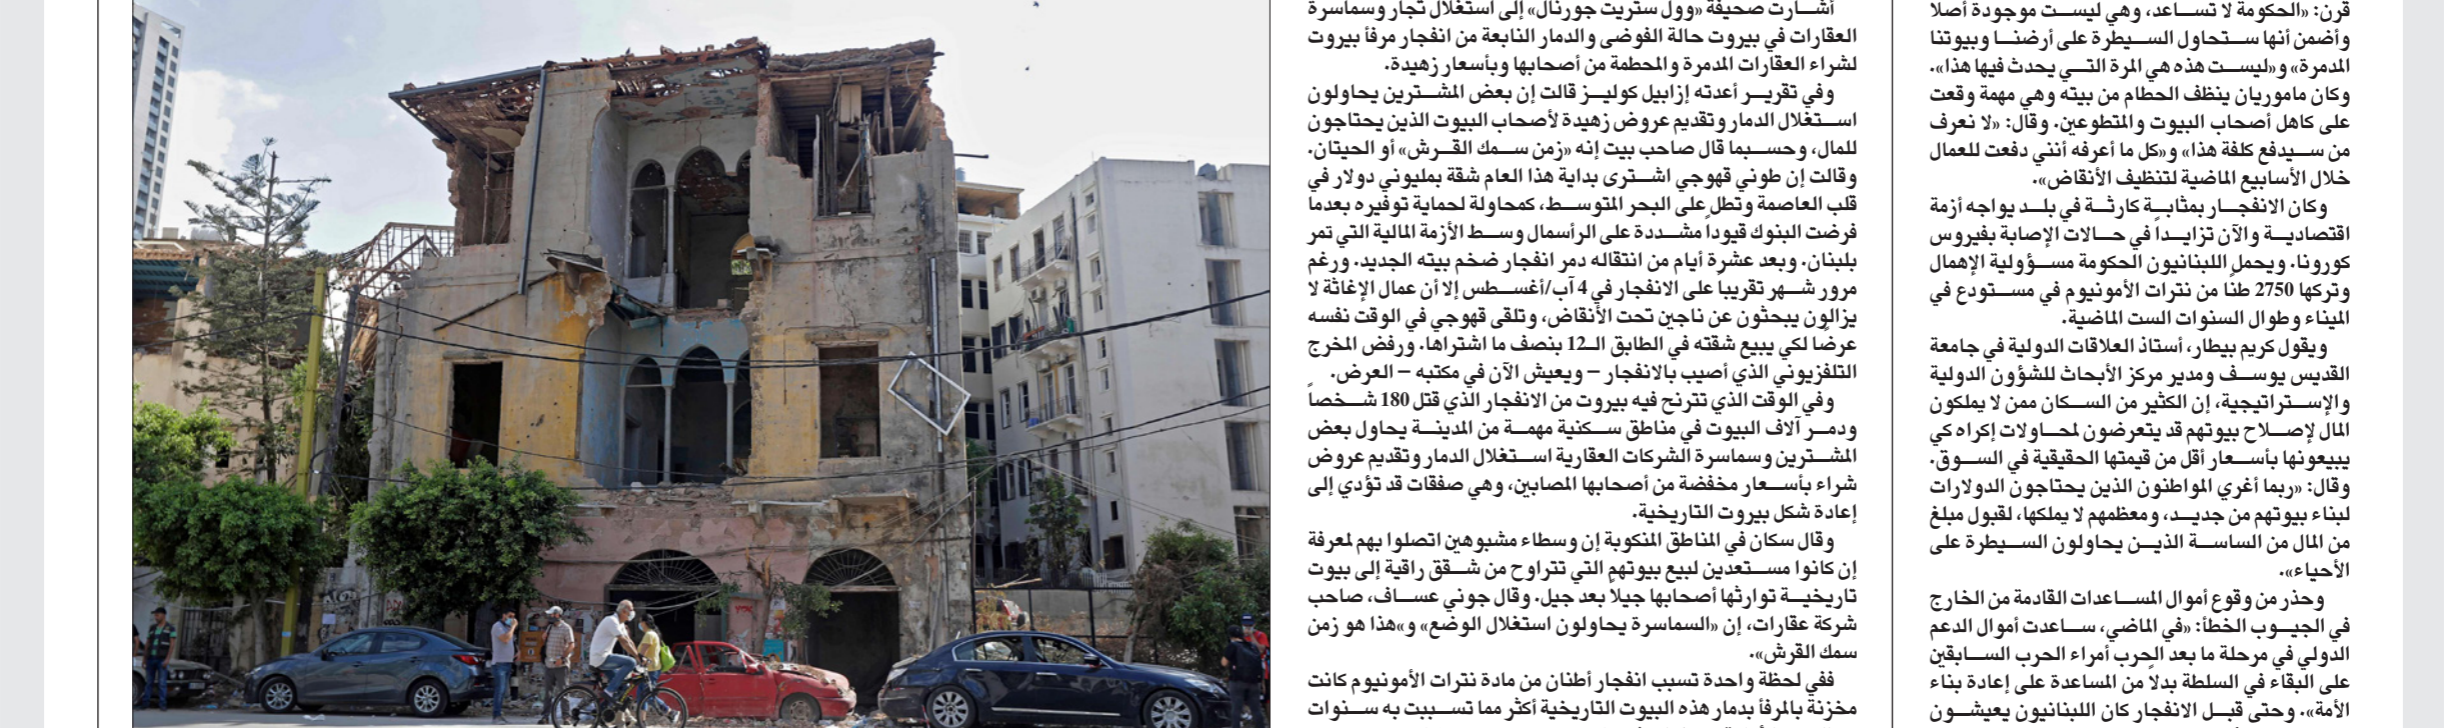 قرن: «الحكومة لا تساعد، وهي ليست موجودة أصلا
وأضمن أنها ستحاول السيطرة على أرضنا وبيوتنا
المدمرة» و«ليست هذه هي المرة التي يحدث فيها هذا».
وكان ماموريان ينظف الحطام من بيته وهي مهمة وقعت
على كاهل أصحاب البيوت والمتطوعين. وقال: «لا نعرف
من سيدفع كلفة هذا» و«كل ما أعرفه أنني دفعت للعمال
خلال الأسابيع الماضية لتنظيف الأنقاض».
وكان الانفجار بمثابة كارثة في بلد يواجه أزمة
اقتصادية والآن تزايداً في حالات الإصابة بفيروس
كورونا. ويحمل اللبنانيون الحكومة مسؤولية الإهمال
وتركها 2750 طنًا من نترات الأمونيوم في مستودع في
الميناء وطوال السنوات الست الماضية.
ويقول كريم بيطار، أستاذ العلاقات الدولية في جامعة
القديس يوسف ومدير مركز الأبحاث للشؤون الدولية
والإستراتيجية، إن الكثير من السكان ممن لا يملكون
المال لإصلاح بيوتهم قد يتعرضون لمحاولات إكراه كي
يبيعونها بأسعار أقل من قيمتها الحقيقية في السوق.
وقال: «ربما أغري المواطنون الذين يحتاجون الدولارات
لبناء بيوتهم من جديد، ومعظمهم لا يملكها، لقبول مبلغ
من المال من الساسة الذين يحاولون السيطرة على
الأحياء».
وحذر من وقوع أموال المساعدات القادمة من الخارج
في الجيوب الخطأ: «في الماضي، ساعدت أموال الدعم
الدولي في مرحلة ما بعد الحرب أمراء الحرب السابقين
على البقاء في السلطة بدلاً من المساعدة على إعادة بناء
الأمة». وحتى قبل الانفجار كان اللبنانيون يعيشون
أشارت صحيفة «وول ستريت جورنال» إلى استغلال تجار وسماسرة
العقارات في بيروت حالة الفوضى والدمار النابعة من انفجار مرفأ بيروت
لشراء العقارات المدمرة والمحطمة من أصحابها وبأسعار زهيدة.
وفي تقرير أعدته إزابيل كوليز قالت إن بعض المشترين يحاولون
استغلال الدمار وتقديم عروض زهيدة لأصحاب البيوت الذين يحتاجون
للمال، وحسبما قال صاحب بيت إنه «زمن سمك القرش» أو الحيتان.
وقالت إن طوني قهوجي اشترى بداية هذا العام شقة بمليوني دولار في
قلب العاصمة وتطل على البحر المتوسط، كمحاولة لحماية توفيره بعدما
فرضت البنوك قيوداً مشددة على الرأسمال وسط الأزمة المالية التي تمر
بلبنان. وبعد عشرة أيام من انتقاله دمر انفجار ضخم بيته الجديد. ورغم
مرور شهر تقريباً على الانفجار في 4 آب/أغسطس إلا أن عمال الإغاثة لا
يزالون يبحثون عن ناجين تحت الأنقاض، وتلقى قهوجي في الوقت نفسه
عرضًا لكي يبيع شقته في الطابق الـ12 بنصف ما اشتراها. ورفض المخرج
التلفزيوني الذي أصيب بالانفجار – ويعيش الآن في مكتبه – العرض.
وفي الوقت الذي تترنح فيه بيروت من الانفجار الذي قتل 180 شخصاً
ودمر آلاف البيوت في مناطق سكنية مهمة من المدينة يحاول بعض
المشترين وسماسرة الشركات العقارية استغلال الدمار وتقديم عروض
شراء بأسعار مخفضة من أصحابها المصابين، وهي صفقات قد تؤدي إلى
إعادة شكل بيروت التاريخية.
وقال سكان في المناطق المنكوبة إن وسطاء مشبوهين اتصلوا بهم لمعرفة
إن كانوا مستعدين لبيع بيوتهم التي تتراوح من شقق راقية إلى بيوت
تاريخية توارثها أصحابها جيلاً بعد جيل. وقال جوني عساف، صاحب
شركة عقارات، إن «السماسرة يحاولون استغلال الوضع» و»هذا هو زمن
سمك القرش».
ففي لحظة واحدة تسبب انفجار أطنان من مادة نترات الأمونيوم كانت
مخزنة بالمرفأ بدمار هذه البيوت التاريخية أكثر مما تسببت به سنوات